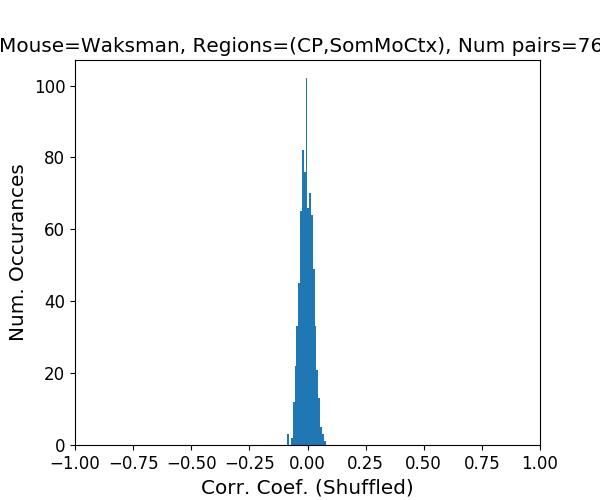 Mouse=Waksman, Regions=(CP,SomMoCtx), Num pairs=76
Num. Occurances
100
80
60
40
20
0
−1.00 −0.75 −0.50 −0.25 0.00 0.25 0.50 0.75 1.00
Corr. Coef. (Shuffled)